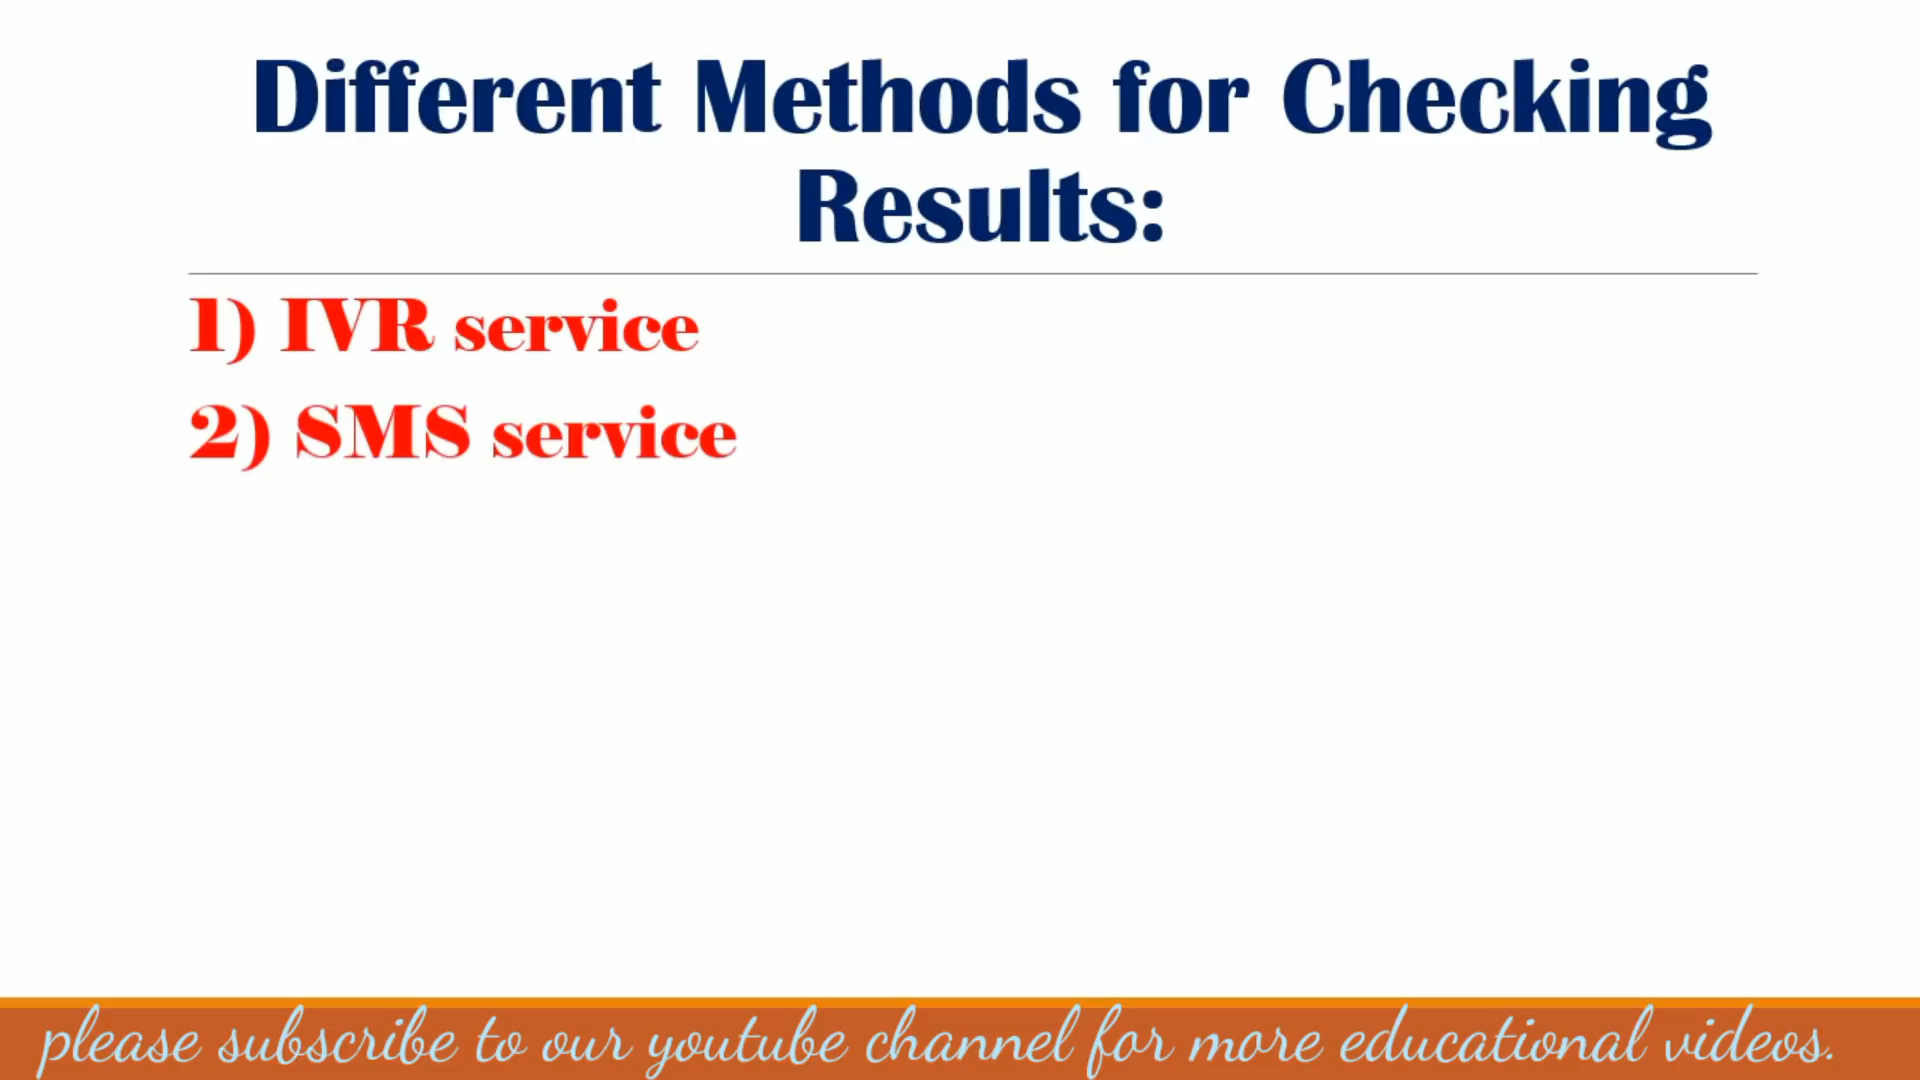 Different Methods for Checking
Results:
1) IVR service
2) SMS service
please subscribe to our youtube channel for more educational videos.